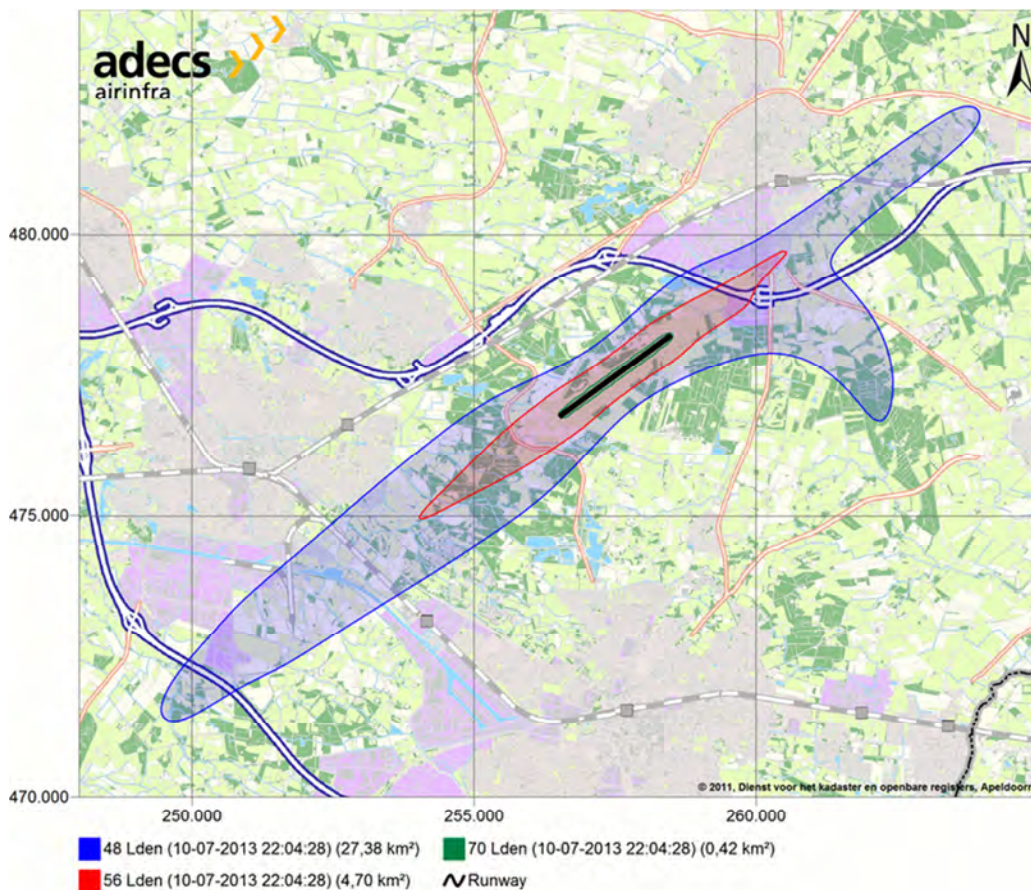 adecs
airinfra
N
480.000
475.000
470.000
© 2011, Dienst voor het kadaster en openbare registers, Apeldoorn
250.000
255.000
260.000
48 Lden (10-07-2013 22:04:28) (27,38 km²)
70 Lden (10-07-2013 22:04:28) (0,42 km²)
56 Lden (10-07-2013 22:04:28) (4,70 km²)
Runway